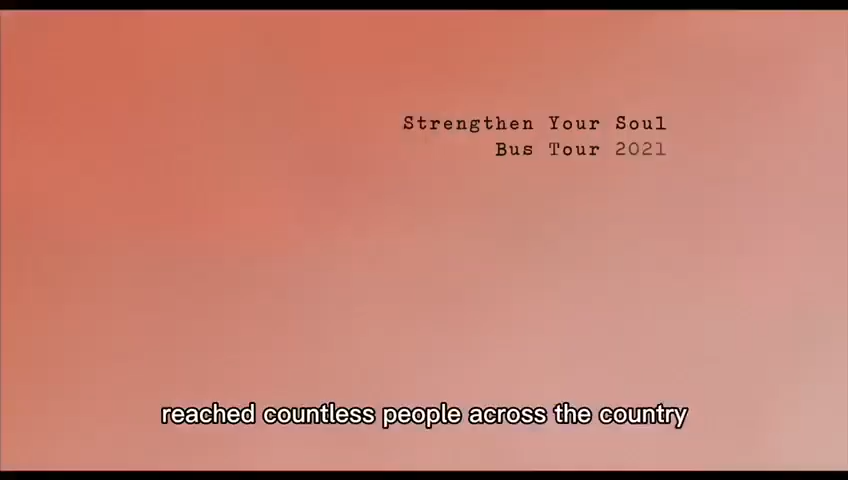 Strengthen Your Soul
Bus Tour 2021
reached countless people across the country